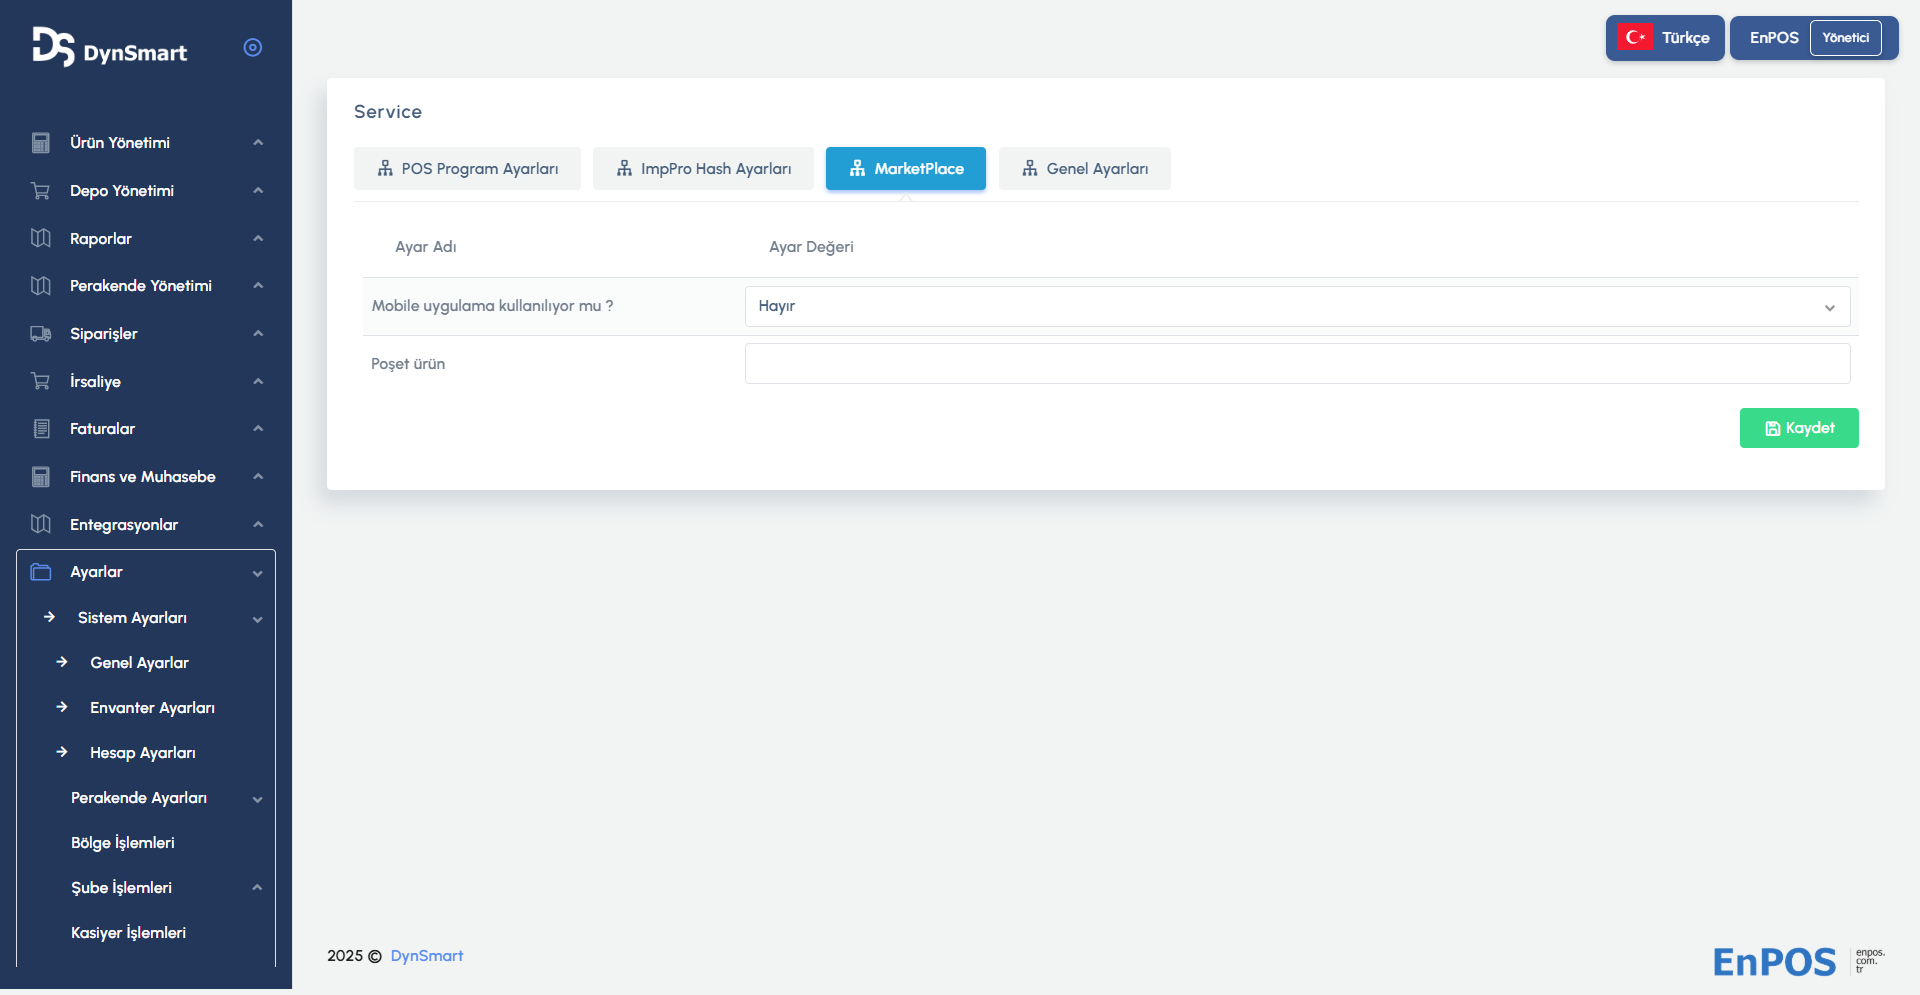 DS DynSmart
Türkçe
EnPOS Yönetici
Ürün Yönetimi
Depo Yönetimi
Raporlar
Perakende Yönetimi
Siparişler
İrsaliye
Faturalar
Finans ve Muhasebe
Entegrasyonlar
Ayarlar
Sistem Ayarları
Genel Ayarlar
Envanter Ayarları
Hesap Ayarları
Perakende Ayarları
Bölge İşlemleri
Şube İşlemleri
Kasiyer İşlemleri
Service
POS Program Ayarları ImpPro Hash Ayarları MarketPlace Genel Ayarları
Ayar Adı Ayar Değeri
Mobile uygulama kullanılıyor mu ? Hayır
Poşet ürün
Kaydet
2025 © DynSmart
EnPOS
enpos.
com.
tr